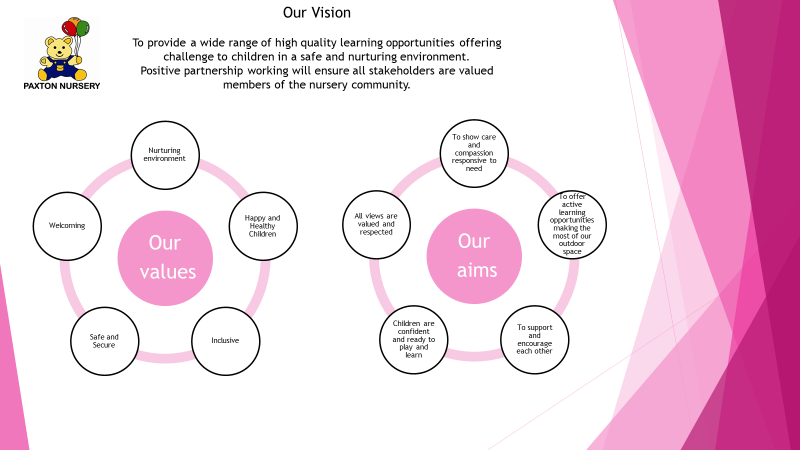 Our Vision
To provide a wide range of high quality learning opportunities offering
challenge to children in a safe and nurturing environment.
Positive partnership working will ensure all stakeholders are valued
members of the nursery community.
PAXTON NURSERY
Our
values
Nurturing
environment
Happy and
Healthy
Children
Inclusive
Safe and
Secure
Welcoming
Our
aims
To show care
and
compassion
responsive to
need
To offer
active
learning
opportunities
making the
most of our
outdoor
space
To support
and
encourage
each other
Children are
confident
and ready to
play and
learn
All views are
valued and
respected